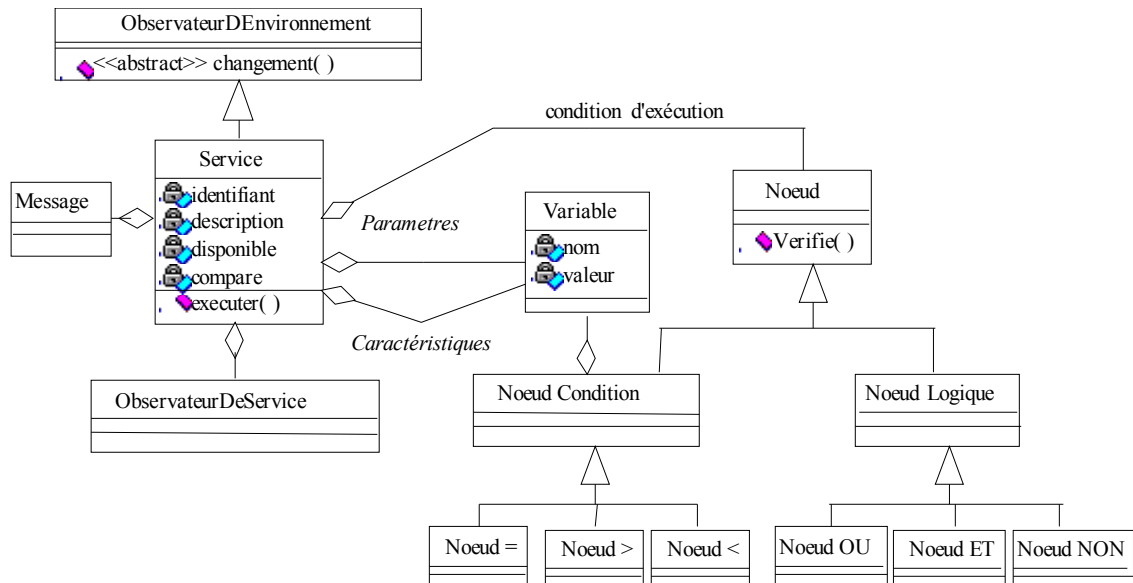 ObservateurDEnvironnement
<<abstract>> changement( )
condition d'exécution
Service
identifiant
description
disponible
compare
executer( )
Message
Parametres
Caractéristiques
Variable
nom
valeur
Noeud
Verifie( )
ObservateurDeService
Noeud Condition
Noeud Logique
Noeud =
Noeud >
Noeud <
Noeud OU
Noeud ET
Noeud NON